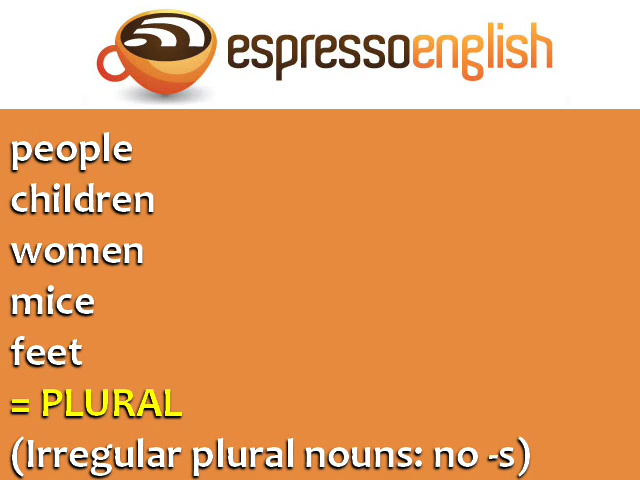 espressoenglish
people
children
women
mice
feet
= PLURAL
(Irregular plural nouns: no -s)